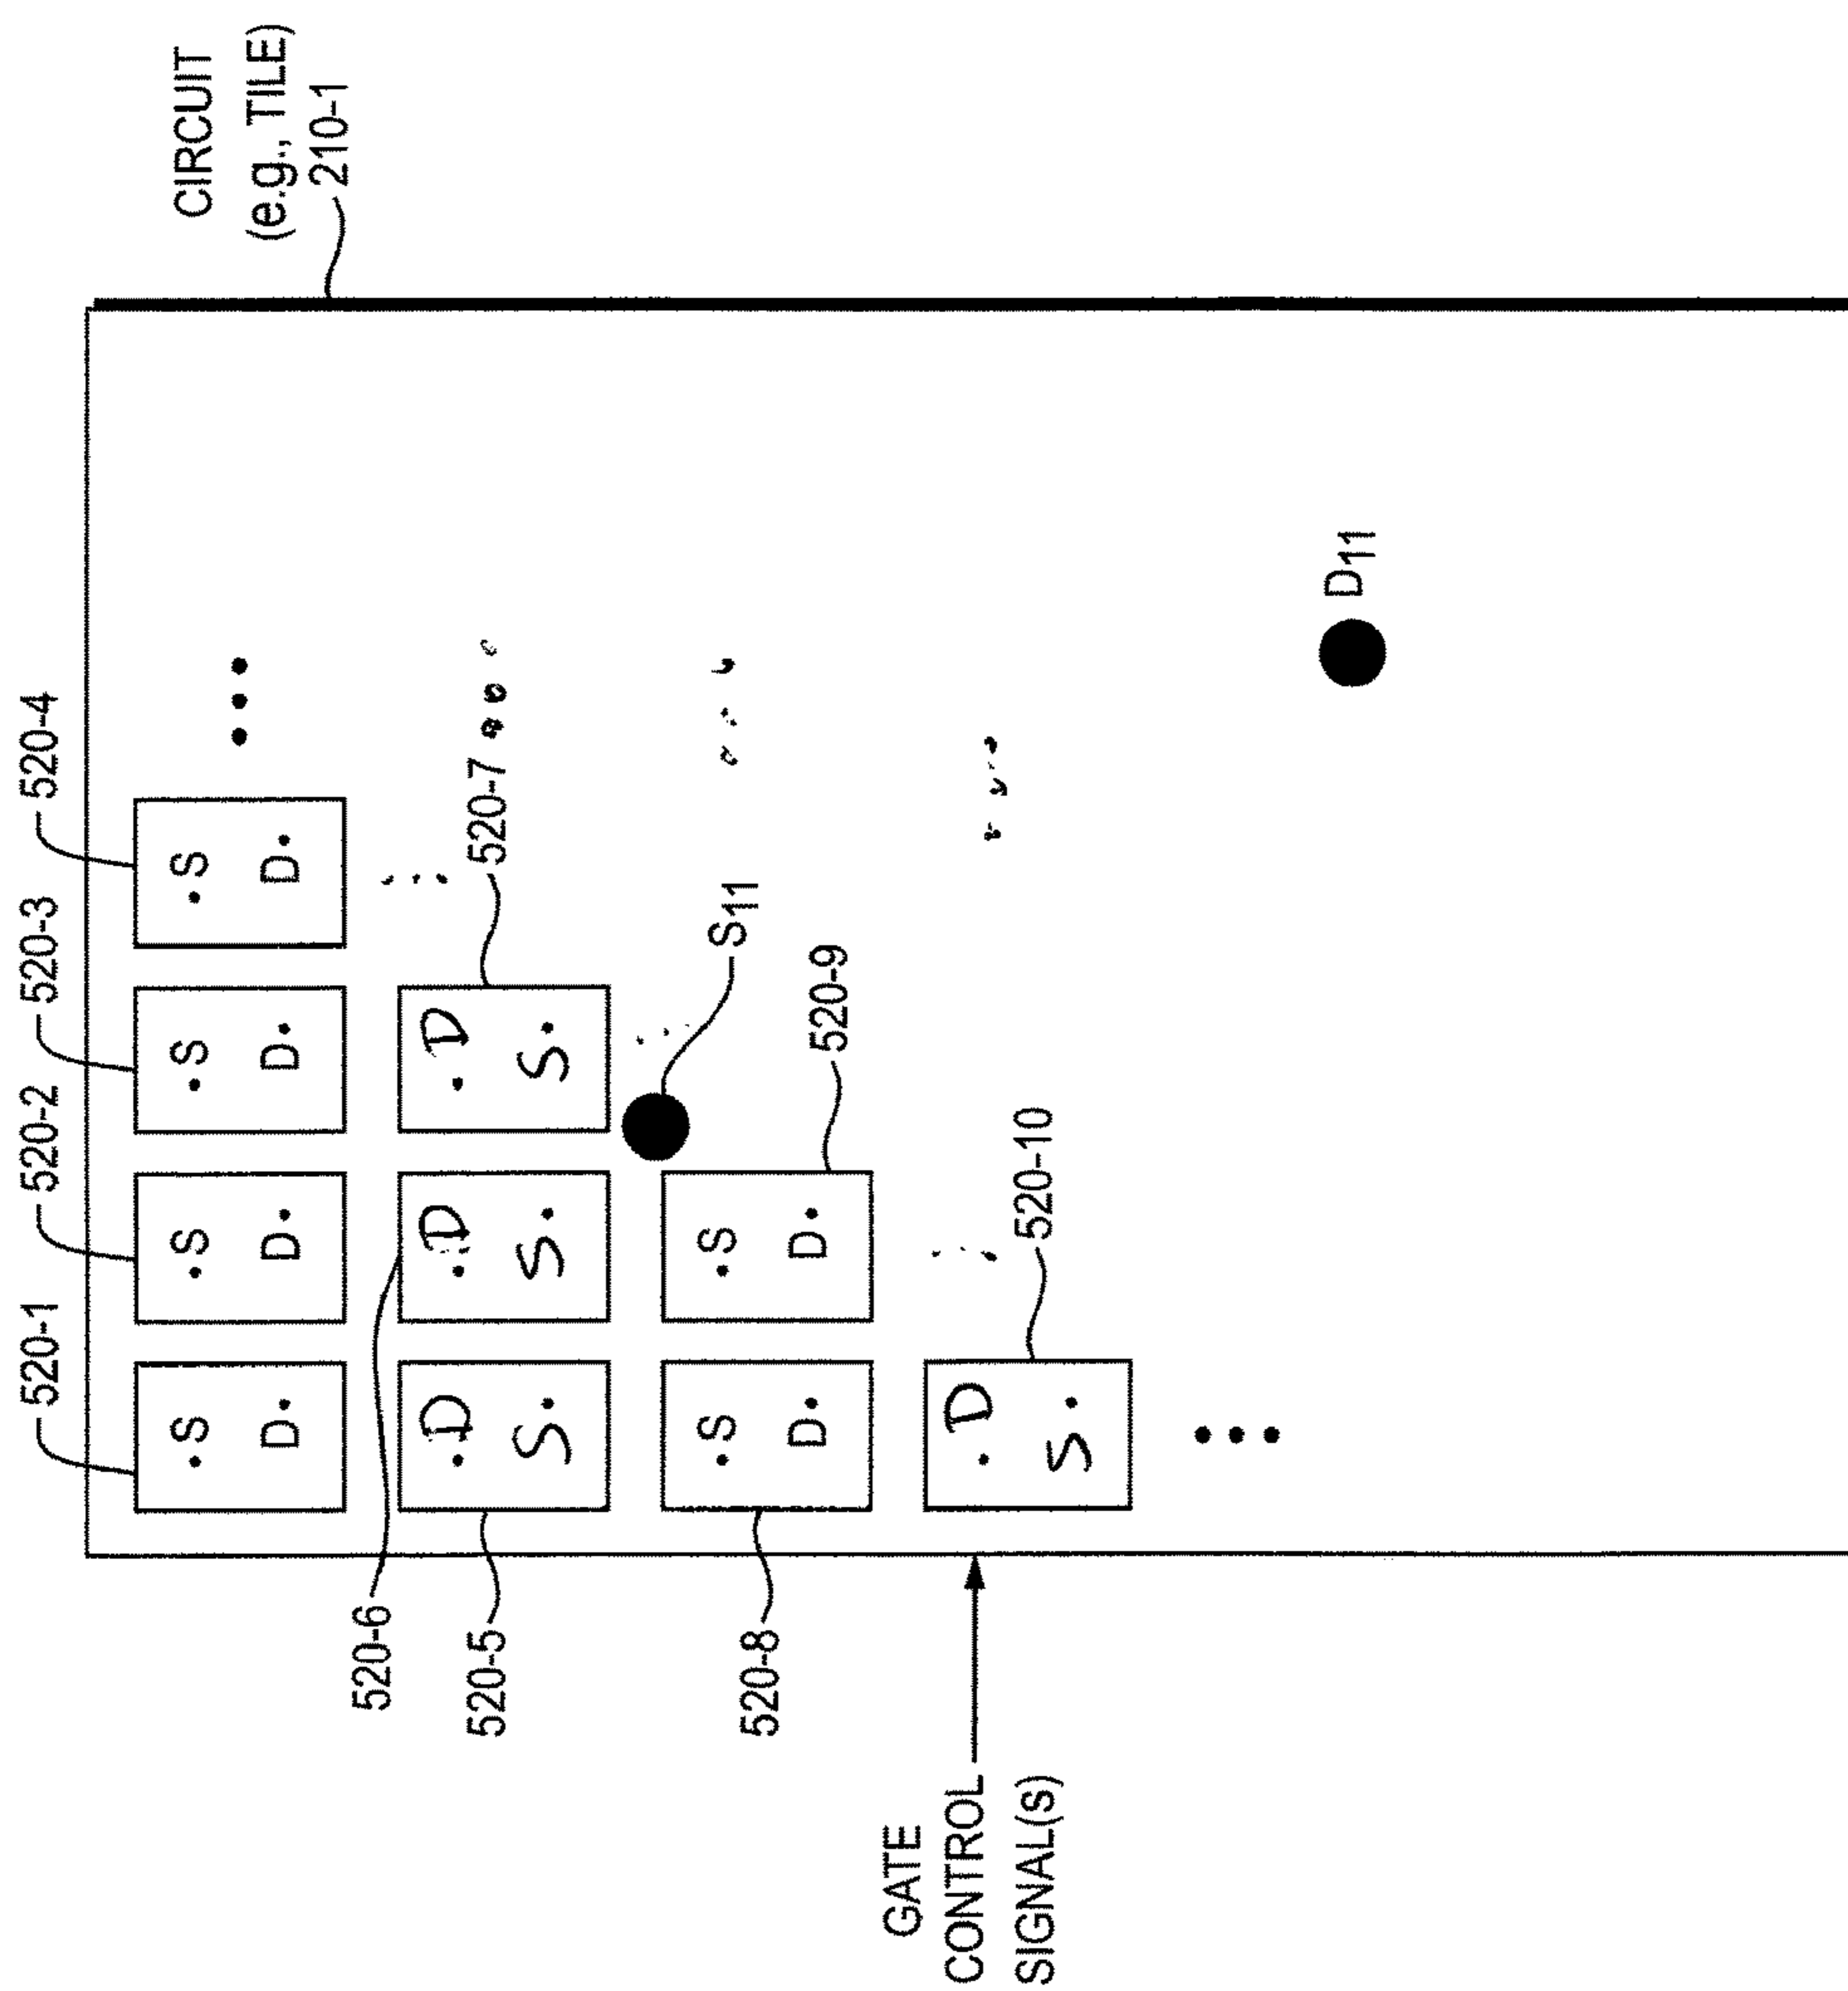 CIRCUIT
(e.g., TILE)
210-1
520-1
520-2
520-3
520-4
S
D
S
D
S
D
S
D
520-6
520-5
D
S
D
S
D
S
520-7
S11
520-8
S
D
S
D
520-9
GATE
CONTROL
SIGNAL(s)
D
S
520-10
D11